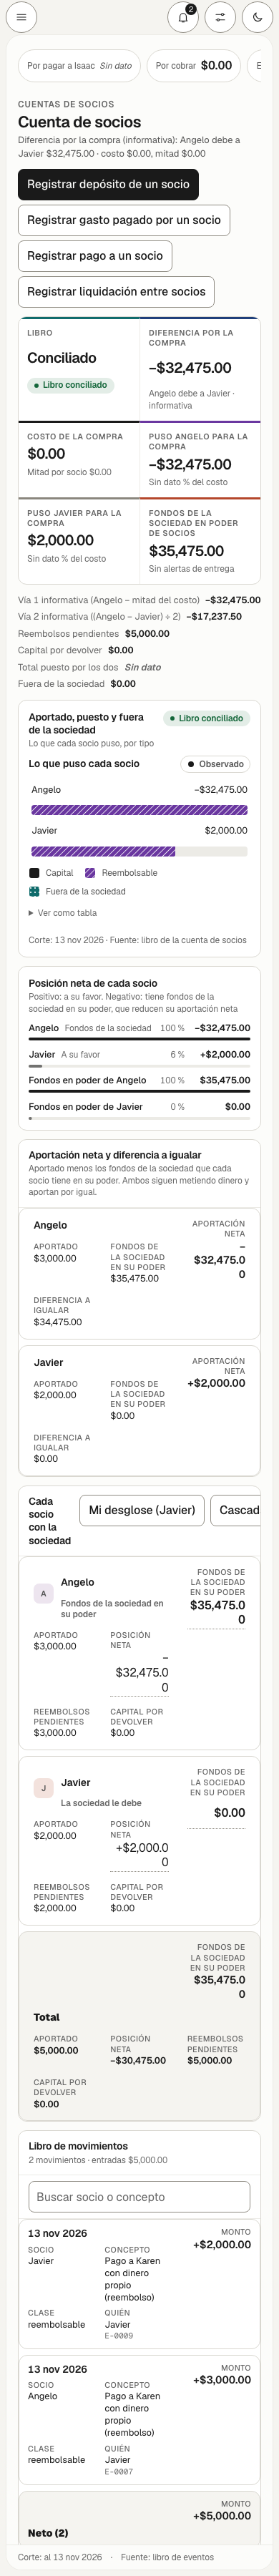 2
Por pagar a Isaac Sin dato
Por cobrar $0.00
E
CUENTAS DE SOCIOS
Cuenta de socios
Diferencia por la compra (informativa): Angelo debe a
Javier $32,475.00 · costo $0.00, mitad $0.00
Registrar depósito de un socio
Registrar gasto pagado por un socio
Registrar pago a un socio
Registrar liquidación entre socios
LIBRO
Conciliado
Libro conciliado
DIFERENCIA POR LA
COMPRA
−$32,475.00
Angelo debe a Javier ·
informativa
COSTO DE LA COMPRA
$0.00
Mitad por socio $0.00
PUSO ANGELO PARA LA
COMPRA
−$32,475.00
Sin dato % del costo
PUSO JAVIER PARA LA
COMPRA
$2,000.00
Sin dato % del costo
FONDOS DE LA
SOCIEDAD EN PODER
DE SOCIOS
$35,475.00
Sin alertas de entrega
Vía 1 informativa (Angelo − mitad del costo) −$32,475.00
Vía 2 informativa ((Angelo − Javier) ÷ 2) −$17,237.50
Reembolsos pendientes $5,000.00
Capital por devolver $0.00
Total puesto por los dos Sin dato
Fuera de la sociedad $0.00
Aportado, puesto y fuera
de la sociedad
Libro conciliado
Lo que cada socio puso, por tipo
Lo que puso cada socio
Observado
Angelo −$32,475.00
Javier $2,000.00
Capital
Reembolsable
Fuera de la sociedad
Ver como tabla
Corte: 13 nov 2026 · Fuente: libro de la cuenta de socios
Posición neta de cada socio
Positivo: a su favor. Negativo: tiene fondos de la
sociedad en su poder, que reducen su aportación neta
Angelo Fondos de la sociedad 100 % −$32,475.00
Javier A su favor 6 % +$2,000.00
Fondos en poder de Angelo 100 % $35,475.00
Fondos en poder de Javier 0 % $0.00
Aportación neta y diferencia a igualar
Aportado menos los fondos de la sociedad que cada
socio tiene en su poder. Ambos siguen metiendo dinero y
aportan por igual.
Angelo
APORTACIÓN
NETA
−
$32,475.0
0
APORTADO
$3,000.00
FONDOS DE
LA SOCIEDAD
EN SU PODER
$35,475.00
DIFERENCIA A
IGUALAR
$34,475.00
Javier
APORTACIÓN
NETA
+$2,000.00
APORTADO
$2,000.00
FONDOS DE
LA SOCIEDAD
EN SU PODER
$0.00
DIFERENCIA A
IGUALAR
$0.00
Cada
socio
con la
sociedad
Mi desglose (Javier)
Cascad
A
Angelo
Fondos de la sociedad en
su poder
FONDOS DE
LA SOCIEDAD
EN SU PODER
$35,475.0
0
APORTADO
$3,000.00
POSICIÓN
NETA
−
$32,475.0
0
REEMBOLSOS
PENDIENTES
$3,000.00
CAPITAL POR
DEVOLVER
$0.00
J
Javier
La sociedad le debe
FONDOS DE
LA SOCIEDAD
EN SU PODER
$0.00
APORTADO
$2,000.00
POSICIÓN
NETA
+$2,000.0
0
REEMBOLSOS
PENDIENTES
$2,000.00
CAPITAL POR
DEVOLVER
$0.00
FONDOS DE
LA SOCIEDAD
EN SU PODER
$35,475.0
0
Total
APORTADO
$5,000.00
POSICIÓN
NETA
−$30,475.00
REEMBOLSOS
PENDIENTES
$5,000.00
CAPITAL POR
DEVOLVER
$0.00
Libro de movimientos
2 movimientos · entradas $5,000.00
Buscar socio o concepto
13 nov 2026
MONTO
+$2,000.00
SOCIO
Javier
CONCEPTO
Pago a Karen
con dinero
propio
(reembolso)
CLASE
reembolsable
QUIÉN
Javier
E-0009
13 nov 2026
MONTO
+$3,000.00
SOCIO
Angelo
CONCEPTO
Pago a Karen
con dinero
propio
(reembolso)
CLASE
reembolsable
QUIÉN
Javier
E-0007
MONTO
+$5,000.00
Neto (2)
Corte: al 13 nov 2026 · Fuente: libro de eventos